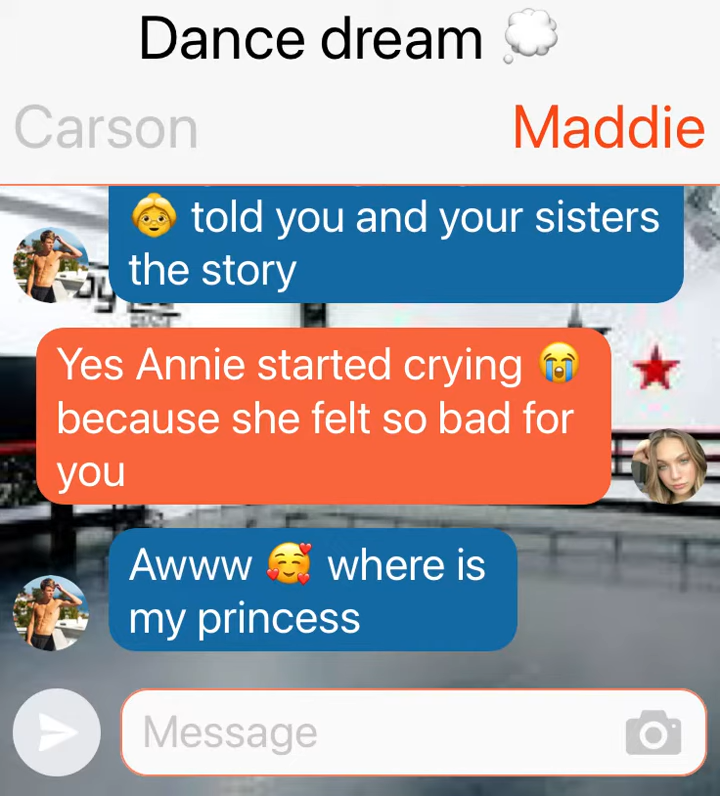 Dance dream 💭
Carson Maddie
👵 told you and your sisters
the story
Yes Annie started crying 😭
because she felt so bad for
you
Awww 🥰 where is
my princess
Message